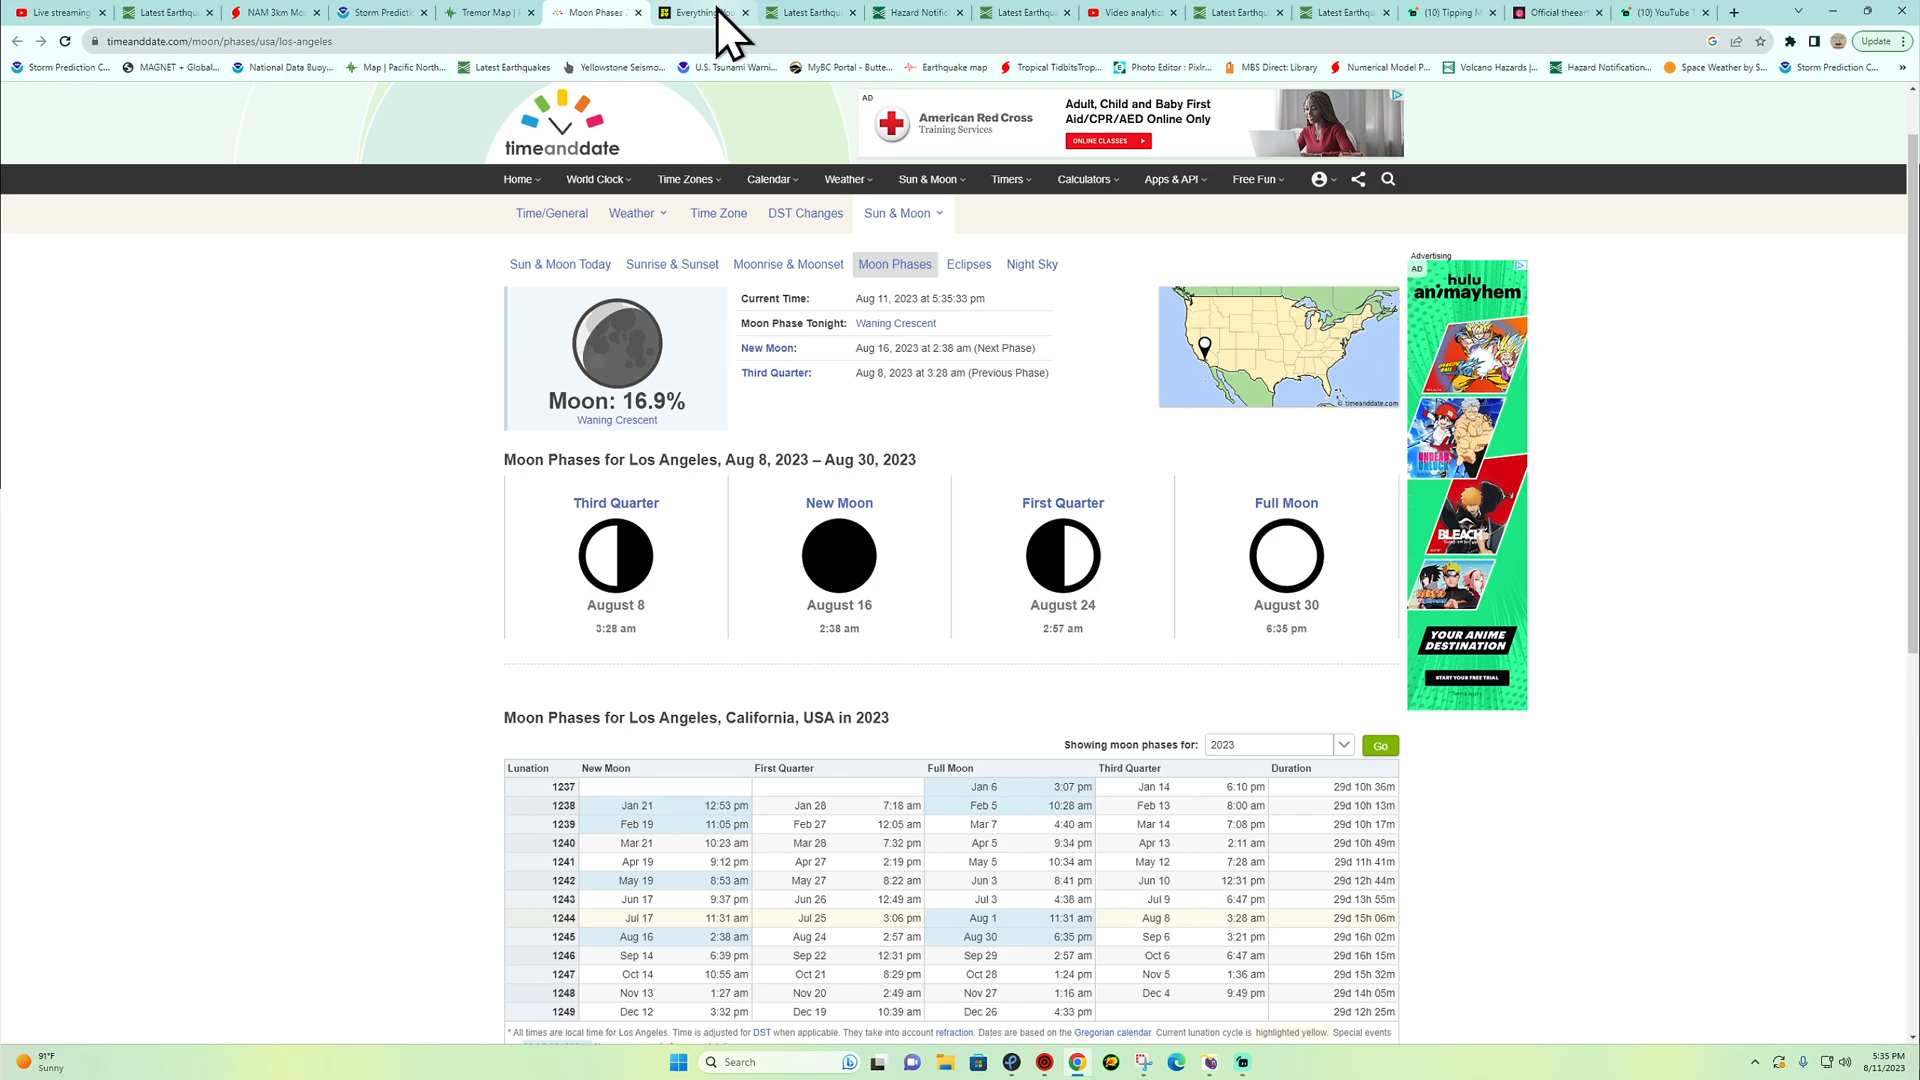 Live streaming
Latest Earthqu
NAM 3km Mo
Storm Predictio
Tremor Map | P
Moon Phases
Everything
Latest Earthqu
Hazard Notific
Latest Earthqu
Video analytic
Latest Earthqu
Latest Earthqu
(10) Tipping M
Official theeart
(10) YouTube T
timeanddate.com/moon/phases/usa/los-angeles
Update
Storm Prediction C...
MAGNET + Global...
National Data Buoy...
Map | Pacific North...
Latest Earthquakes
Yellowstone Seismo...
U.S. Tsunami Warni...
MyBC Portal - Butte...
Earthquake map
Tropical TidbitsTrop...
Photo Editor : Pixlr...
MBS Direct: Library
Numerical Model P...
Volcano Hazards |...
Hazard Notification...
Space Weather by S...
Storm Prediction C...
»
timeanddate
AD
American Red Cross
Training Services
Adult, Child and Baby First
Aid/CPR/AED Online Only
ONLINE CLASSES
Home World Clock Time Zones Calendar Weather Sun & Moon Timers Calculators Apps & API Free Fun
Time/General Weather Time Zone DST Changes Sun & Moon
Sun & Moon Today Sunrise & Sunset Moonrise & Moonset Moon Phases Eclipses Night Sky
Moon: 16.9%
Waning Crescent
Current Time: Aug 11, 2023 at 5:35:33 pm
Moon Phase Tonight: Waning Crescent
New Moon: Aug 16, 2023 at 2:38 am (Next Phase)
Third Quarter: Aug 8, 2023 at 3:28 am (Previous Phase)
© timeanddate.com
Advertising
AD
hulu
animayhem
DRAGON BALL
UNDEAD
UNLUCK
BLEACH
YOUR ANIME
DESTINATION
START YOUR FREE TRIAL
Moon Phases for Los Angeles, Aug 8, 2023 – Aug 30, 2023
Third Quarter New Moon First Quarter Full Moon
August 8 August 16 August 24 August 30
3:28 am 2:38 am 2:57 am 6:35 pm
Moon Phases for Los Angeles, California, USA in 2023
Showing moon phases for: 2023 Go
Lunation New Moon First Quarter Full Moon Third Quarter Duration
1237 Jan 6 3:07 pm Jan 14 6:10 pm 29d 10h 36m
1238 Jan 21 12:53 pm Jan 28 7:18 am Feb 5 10:28 am Feb 13 8:00 am 29d 10h 13m
1239 Feb 19 11:05 pm Feb 27 12:05 am Mar 7 4:40 am Mar 14 7:08 pm 29d 10h 17m
1240 Mar 21 10:23 am Mar 28 7:32 pm Apr 5 9:34 pm Apr 13 2:11 am 29d 10h 49m
1241 Apr 19 9:12 pm Apr 27 2:19 pm May 5 10:34 am May 12 7:28 am 29d 11h 41m
1242 May 19 8:53 am May 27 8:22 am Jun 3 8:41 pm Jun 10 12:31 pm 29d 12h 44m
1243 Jun 17 9:37 pm Jun 26 12:49 am Jul 3 4:38 am Jul 9 6:47 pm 29d 13h 55m
1244 Jul 17 11:31 am Jul 25 3:06 pm Aug 1 11:31 am Aug 8 3:28 am 29d 15h 06m
1245 Aug 16 2:38 am Aug 24 2:57 am Aug 30 6:35 pm Sep 6 3:21 pm 29d 16h 02m
1246 Sep 14 6:39 pm Sep 22 12:31 pm Sep 29 2:57 am Oct 6 6:47 am 29d 16h 15m
1247 Oct 14 10:55 am Oct 21 8:29 pm Oct 28 1:24 pm Nov 5 1:36 am 29d 15h 32m
1248 Nov 13 1:27 am Nov 20 2:49 am Nov 27 1:16 am Dec 4 9:49 pm 29d 14h 05m
1249 Dec 12 3:32 pm Dec 19 10:39 am Dec 26 4:33 pm 29d 12h 25m
* All times are local time for Los Angeles. Time is adjusted for DST when applicable. They take into account refraction. Dates are based on the Gregorian calendar. Current lunation cycle is highlighted yellow. Special events
91°F
Sunny
Search
5:35 PM
8/11/2023